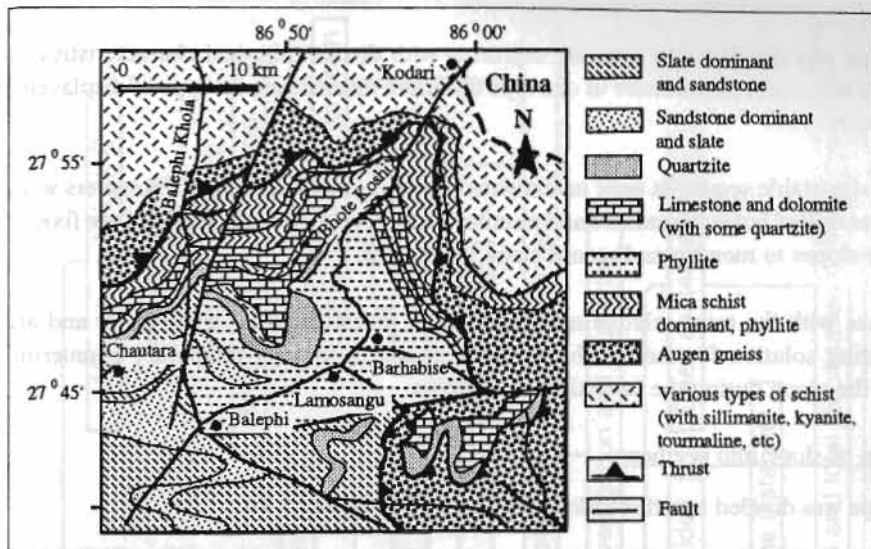 86°50' 86°00'
0 10 km
Kodari
China
N
Balephi Khola
27°55'
Bhote Koshi
Chautara
Barhabise
27°45'
Lamosangu
Balephi
Slate dominant
and sandstone
Sandstone dominant
and slate
Quartzite
Limestone and dolomite
(with some quartzite)
Phyllite
Mica schist
dominant, phyllite
Augen gneiss
Various types of schist
(with sillimanite, kyanite,
tourmaline, etc)
Thrust
Fault